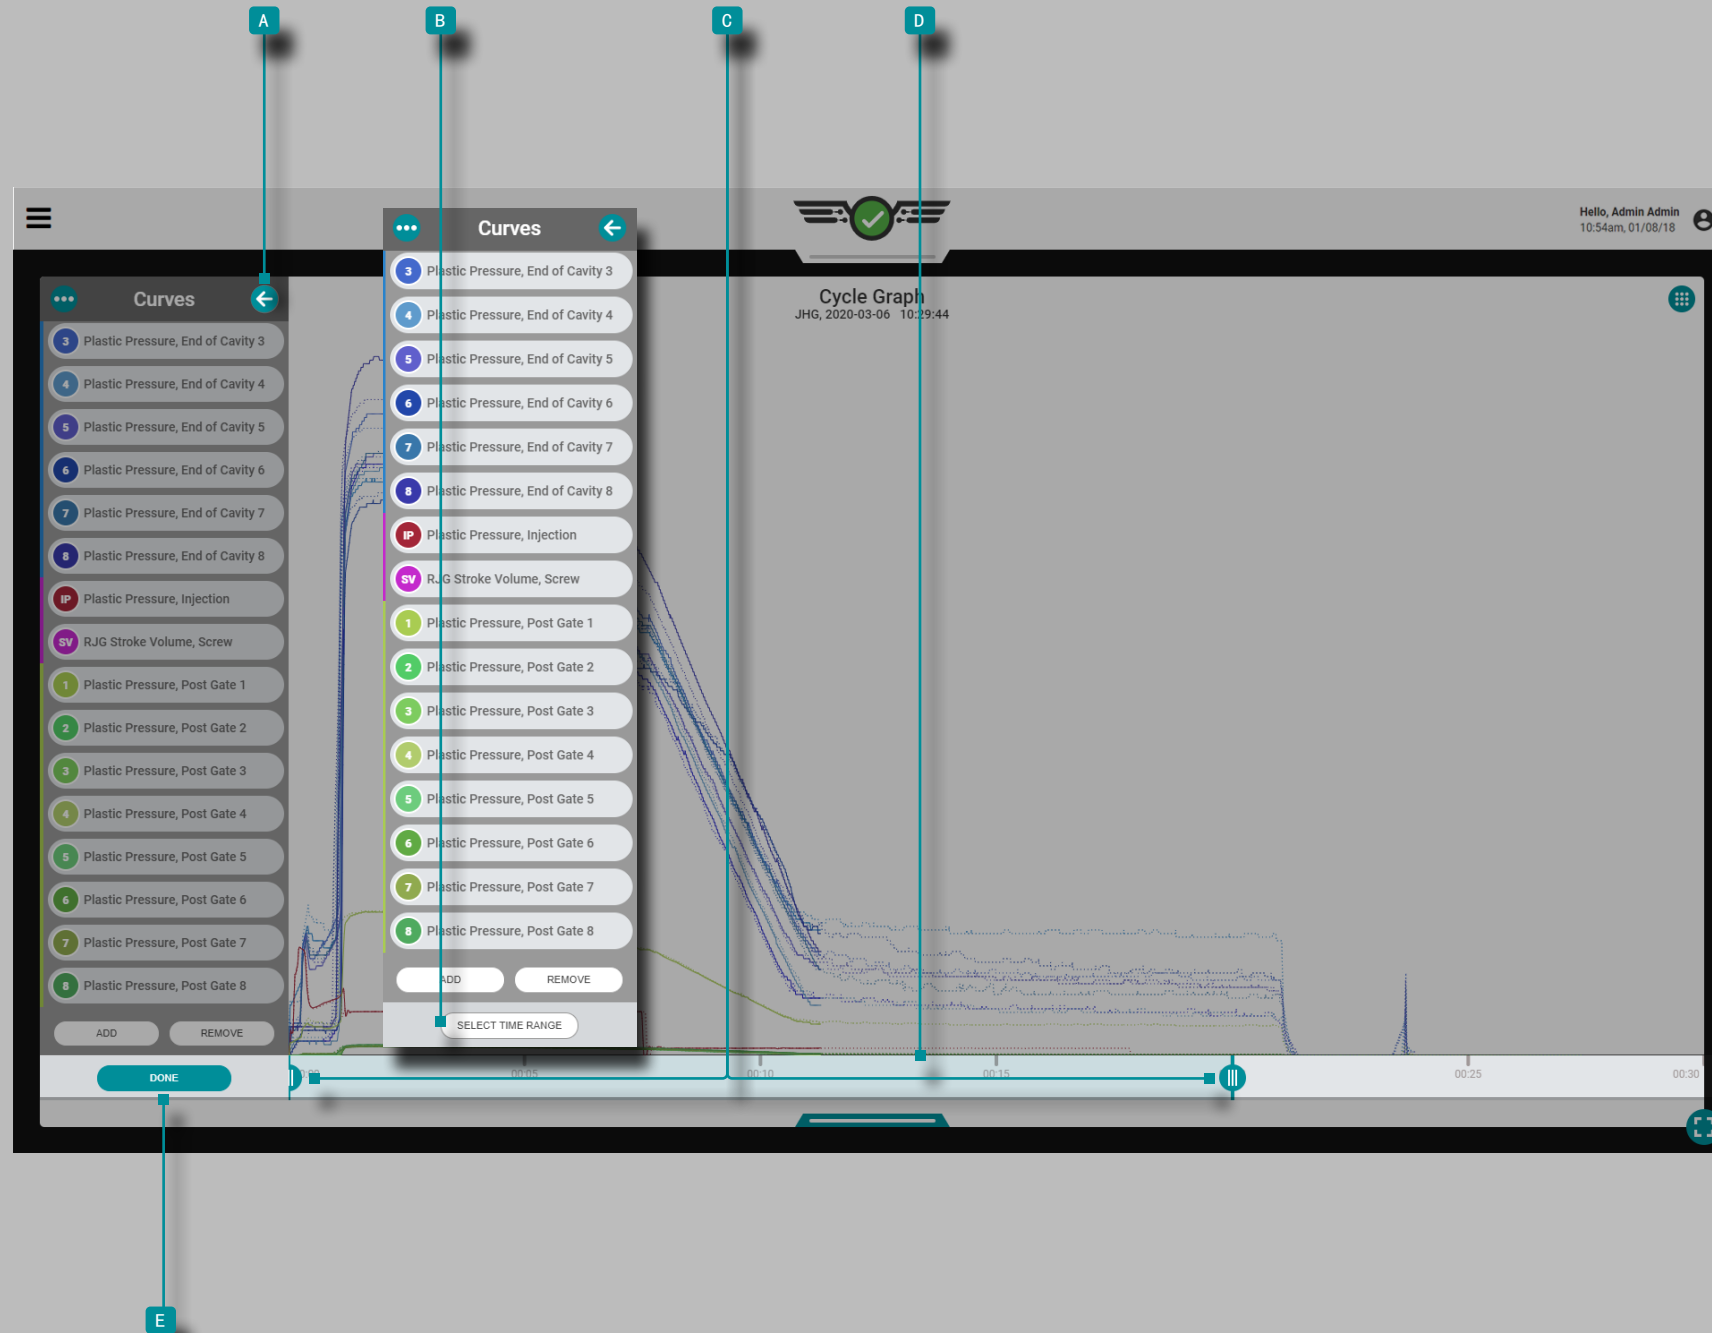 A
B
C
D
Hello, Admin Admin
10:54am, 01/08/18
Curves
3 Plastic Pressure, End of Cavity 3
4 Plastic Pressure, End of Cavity 4
5 Plastic Pressure, End of Cavity 5
6 Plastic Pressure, End of Cavity 6
7 Plastic Pressure, End of Cavity 7
8 Plastic Pressure, End of Cavity 8
IP Plastic Pressure, Injection
SV RJG Stroke Volume, Screw
1 Plastic Pressure, Post Gate 1
2 Plastic Pressure, Post Gate 2
3 Plastic Pressure, Post Gate 3
4 Plastic Pressure, Post Gate 4
5 Plastic Pressure, Post Gate 5
6 Plastic Pressure, Post Gate 6
7 Plastic Pressure, Post Gate 7
8 Plastic Pressure, Post Gate 8
ADD REMOVE
DONE
Curves
3 Plastic Pressure, End of Cavity 3
4 Plastic Pressure, End of Cavity 4
5 Plastic Pressure, End of Cavity 5
6 Plastic Pressure, End of Cavity 6
7 Plastic Pressure, End of Cavity 7
8 Plastic Pressure, End of Cavity 8
IP Plastic Pressure, Injection
SV RJG Stroke Volume, Screw
1 Plastic Pressure, Post Gate 1
2 Plastic Pressure, Post Gate 2
3 Plastic Pressure, Post Gate 3
4 Plastic Pressure, Post Gate 4
5 Plastic Pressure, Post Gate 5
6 Plastic Pressure, Post Gate 6
7 Plastic Pressure, Post Gate 7
8 Plastic Pressure, Post Gate 8
ADD REMOVE
SELECT TIME RANGE
Cycle Graph
JHG, 2020-03-06 10:29:44
00:05 00:10 00:15 00:25 00:30
E